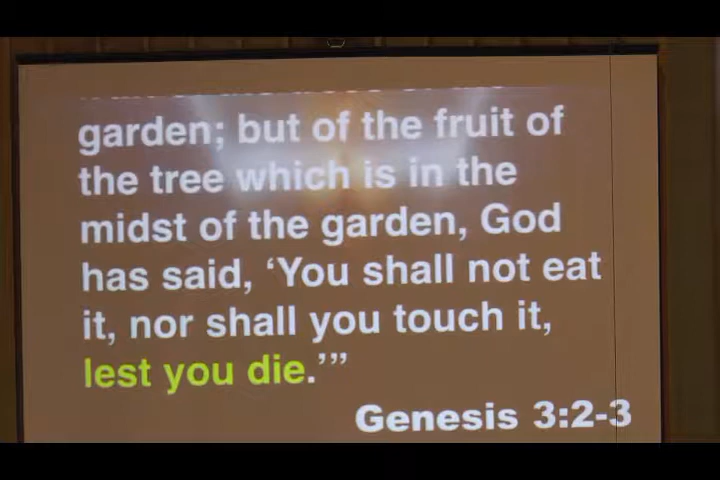 garden; but of the fruit of
the tree which is in the
midst of the garden, God
has said, ‘You shall not eat
it, nor shall you touch it,
lest you die.’”
Genesis 3:2-3